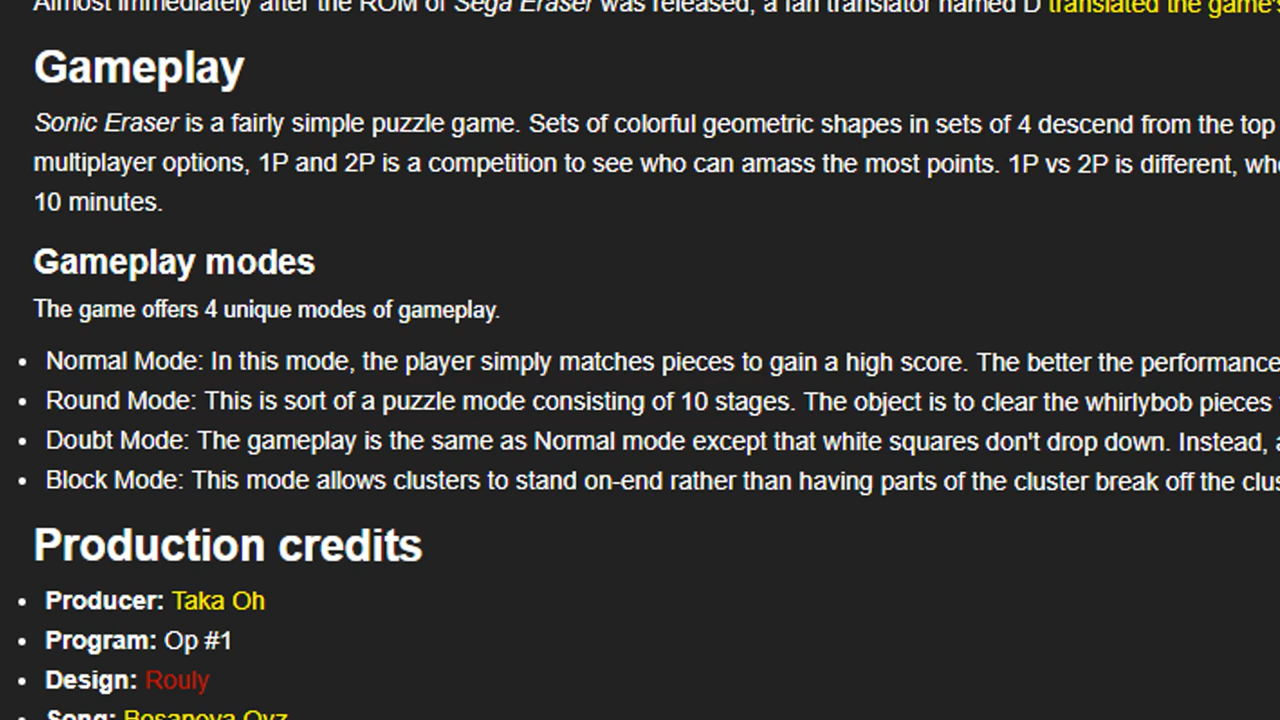 Almost immediately after the ROM of Sega Eraser was released, a fan translator named D translated the game's
Gameplay
Sonic Eraser is a fairly simple puzzle game. Sets of colorful geometric shapes in sets of 4 descend from the top
multiplayer options, 1P and 2P is a competition to see who can amass the most points. 1P vs 2P is different, whe
10 minutes.
Gameplay modes
The game offers 4 unique modes of gameplay.
• Normal Mode: In this mode, the player simply matches pieces to gain a high score. The better the performance
• Round Mode: This is sort of a puzzle mode consisting of 10 stages. The object is to clear the whirlybob pieces
• Doubt Mode: The gameplay is the same as Normal mode except that white squares don't drop down. Instead, a
• Block Mode: This mode allows clusters to stand on-end rather than having parts of the cluster break off the clus
Production credits
• Producer: Taka Oh
• Program: Op #1
• Design: Rouly
• Song: Bosanova Oyz